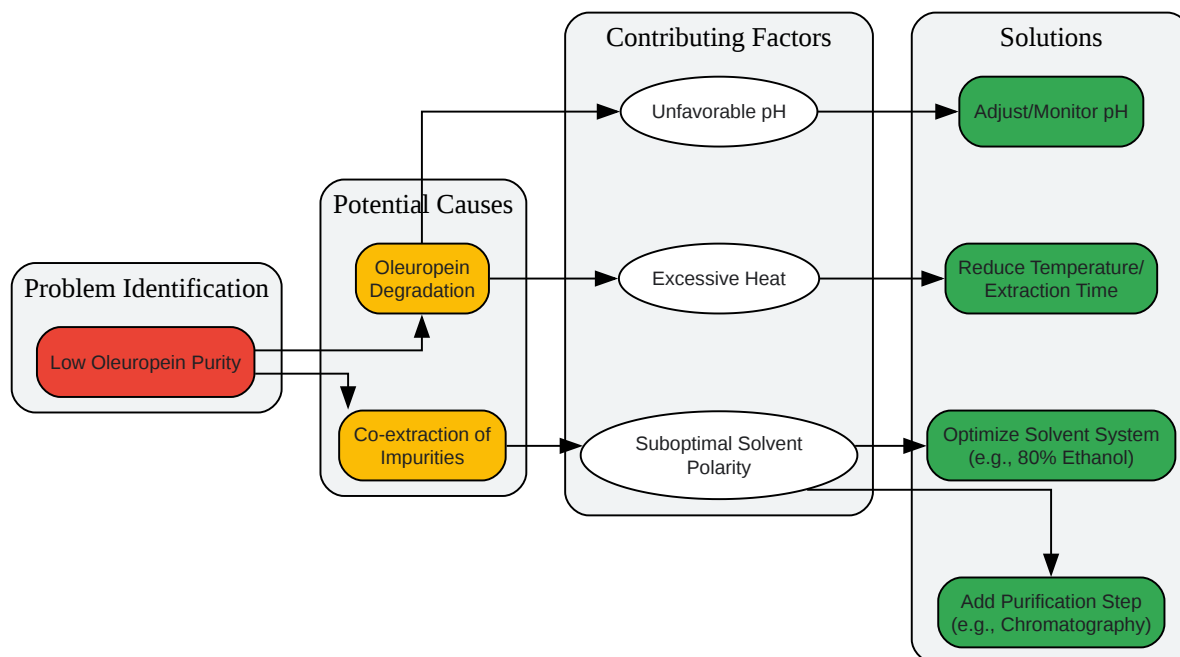 Problem Identification
Low Oleuropein Purity
Potential Causes
Oleuropein
Degradation
Co-extraction of
Impurities
Contributing Factors
Unfavorable pH
Excessive Heat
Suboptimal Solvent
Polarity
Solutions
Adjust/Monitor pH
Reduce Temperature/
Extraction Time
Optimize Solvent System
(e.g., 80% Ethanol)
Add Purification Step
(e.g., Chromatography)